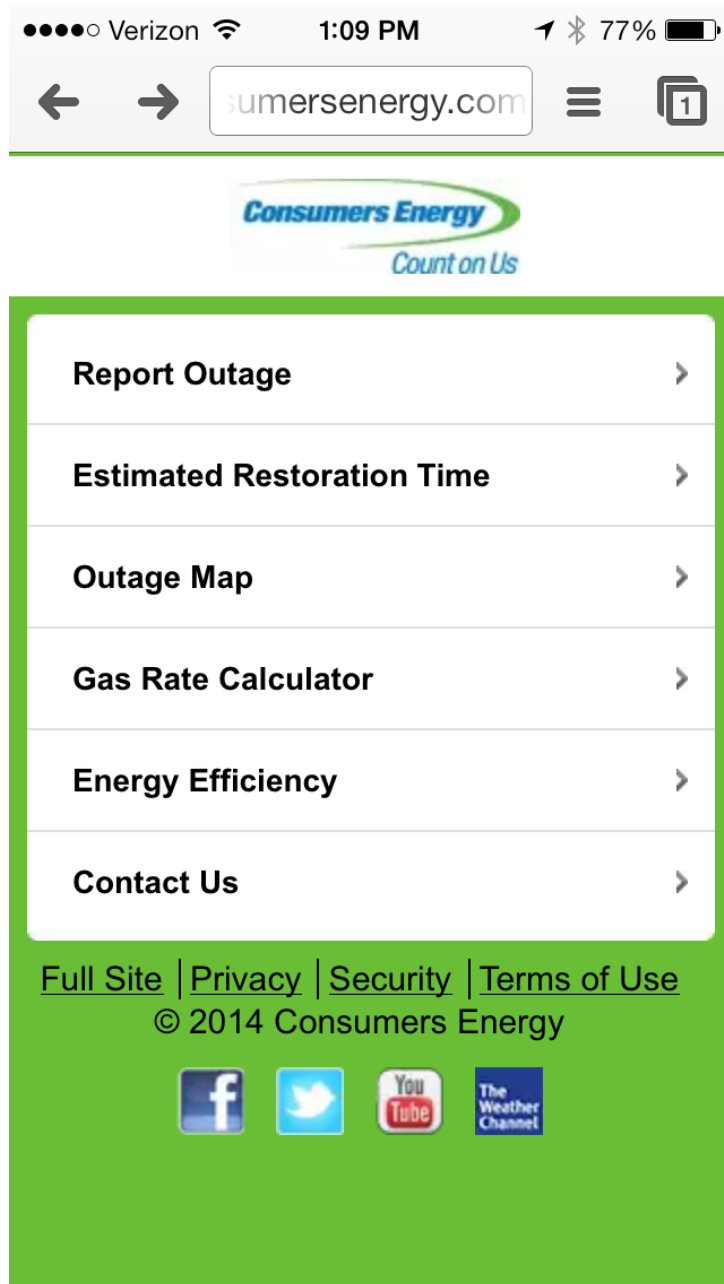 Verizon 1:09 PM 77%
sumersenergy.com 1
Consumers Energy
Count on Us
Report Outage
Estimated Restoration Time
Outage Map
Gas Rate Calculator
Energy Efficiency
Contact Us
Full Site | Privacy | Security | Terms of Use
© 2014 Consumers Energy
f You Tube The Weather Channel